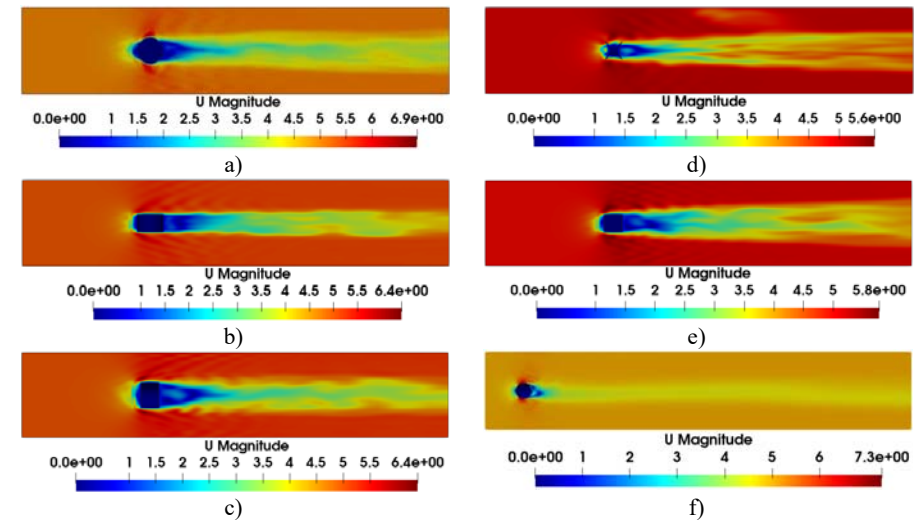 U Magnitude
0.0e+00 1 1.5 2 2.5 3 3.5 4 4.5 5 5.5 6 6.9e+00
a)
U Magnitude
0.0e+00 1 1.5 2 2.5 3 3.5 4 4.5 5 5.6e+00
d)
U Magnitude
0.0e+00 1 1.5 2 2.5 3 3.5 4 4.5 5 5.5 6.4e+00
b)
U Magnitude
0.0e+00 1 1.5 2 2.5 3 3.5 4 4.5 5 5.8e+00
e)
U Magnitude
0.0e+00 1 1.5 2 2.5 3 3.5 4 4.5 5 5.5 6.4e+00
c)
U Magnitude
0.0e+00 1 2 3 4 5 6 7.3e+00
f)